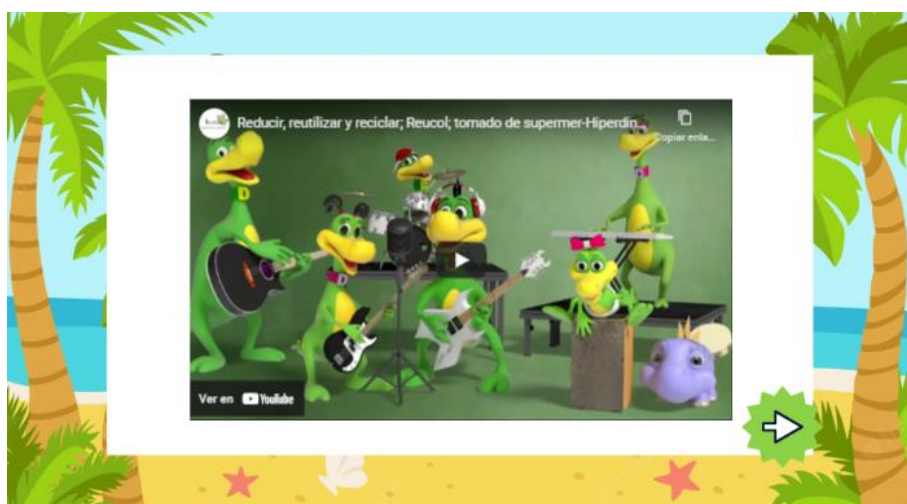 Reducir, reutilizar y reciclar; Reucol; tomado de supermer-Hiperdin...
Copiar enla...
D
D
Ver en YouTube